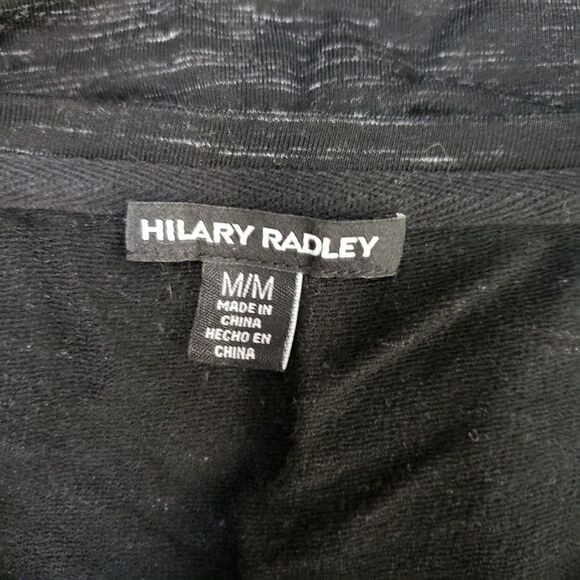 HILARY RADLEY
M/M
MADE IN
CHINA
HECHO EN
CHINA